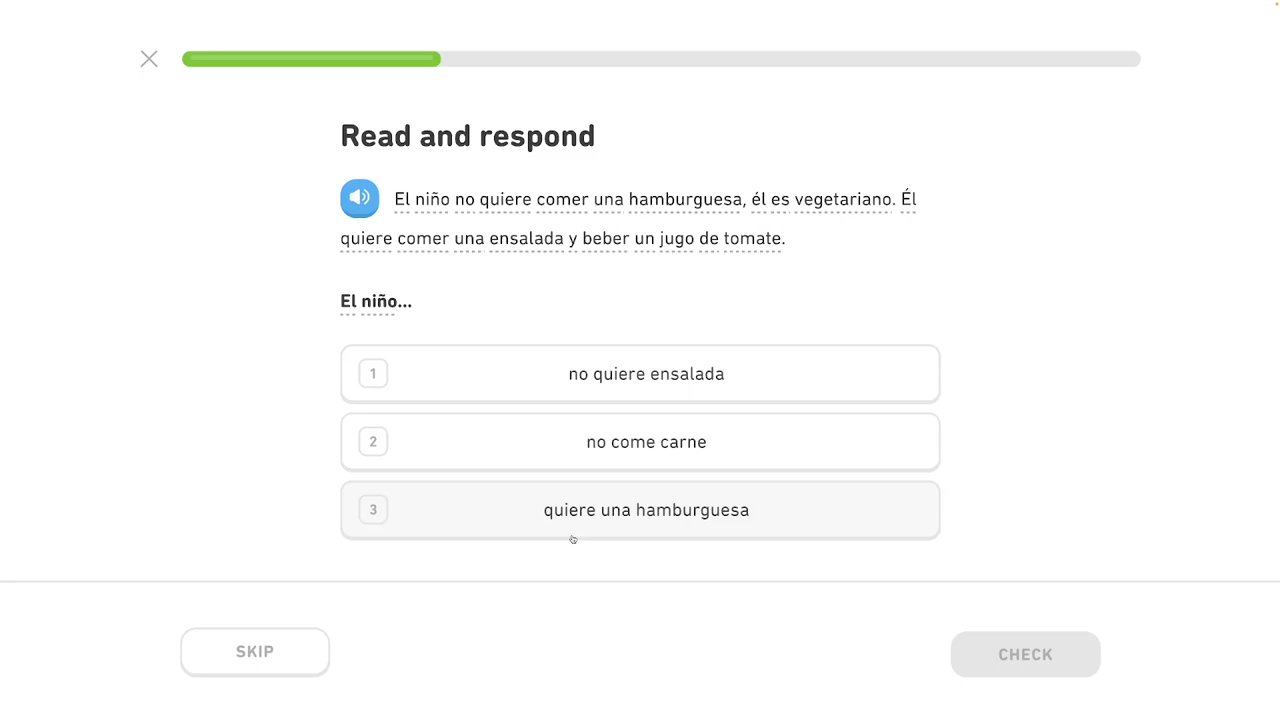 Read and respond
El niño no quiere comer una hamburguesa, él es vegetariano. Él
quiere comer una ensalada y beber un jugo de tomate.
El niño...
1 no quiere ensalada
2 no come carne
3 quiere una hamburguesa
SKIP
CHECK